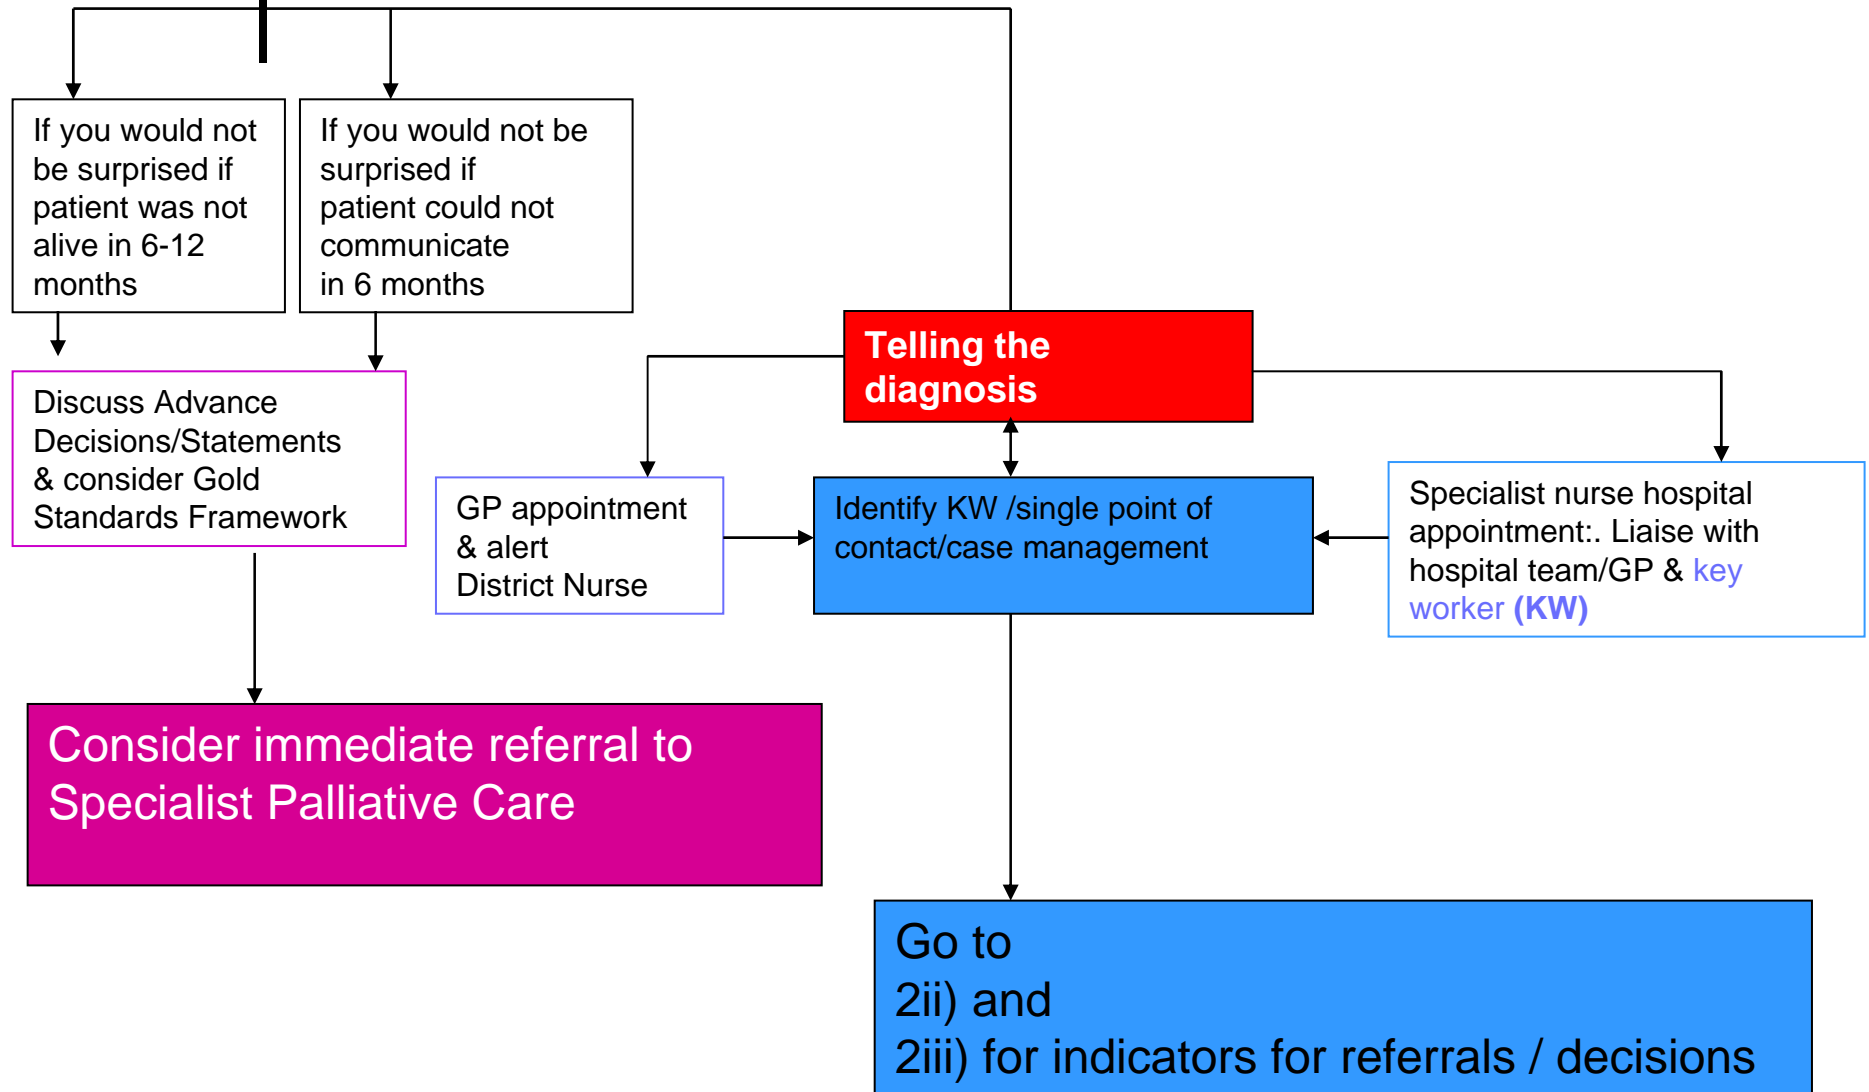 If you would not
be surprised if
patient was not
alive in 6-12
months
If you would not be
surprised if
patient could not
communicate
in 6 months
Telling the
diagnosis
Discuss Advance
Decisions/Statements
& consider Gold
Standards Framework
GP appointment
& alert
District Nurse
Identify KW /single point of
contact/case management
Specialist nurse hospital
appointment:. Liaise with
hospital team/GP & key
worker (KW)
Consider immediate referral to
Specialist Palliative Care
Go to
2ii) and
2iii) for indicators for referrals / decisions